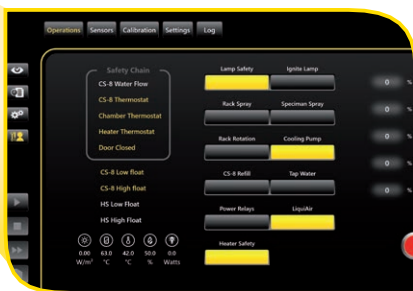 Operations Sensors Calibration Settings Log
Safety Chain
CS-8 Water Flow
CS-8 Thermostat
Chamber Thermostat
Heater Thermostat
Door Closed
CS-8 Low float
CS-8 High float
HS Low Float
HS High Float
0.00 63.0 42.0 50.0 0.0
W/m² °C °C % Watts
Lamp Safety Ignite Lamp
Rack Spray Speciman Spray
Rack Rotation Cooling Pump
CS-8 Refill Tap Water
Power Relays LiquiAir
Heater Safety
0 %
0 %
0 %
0 %
0 %